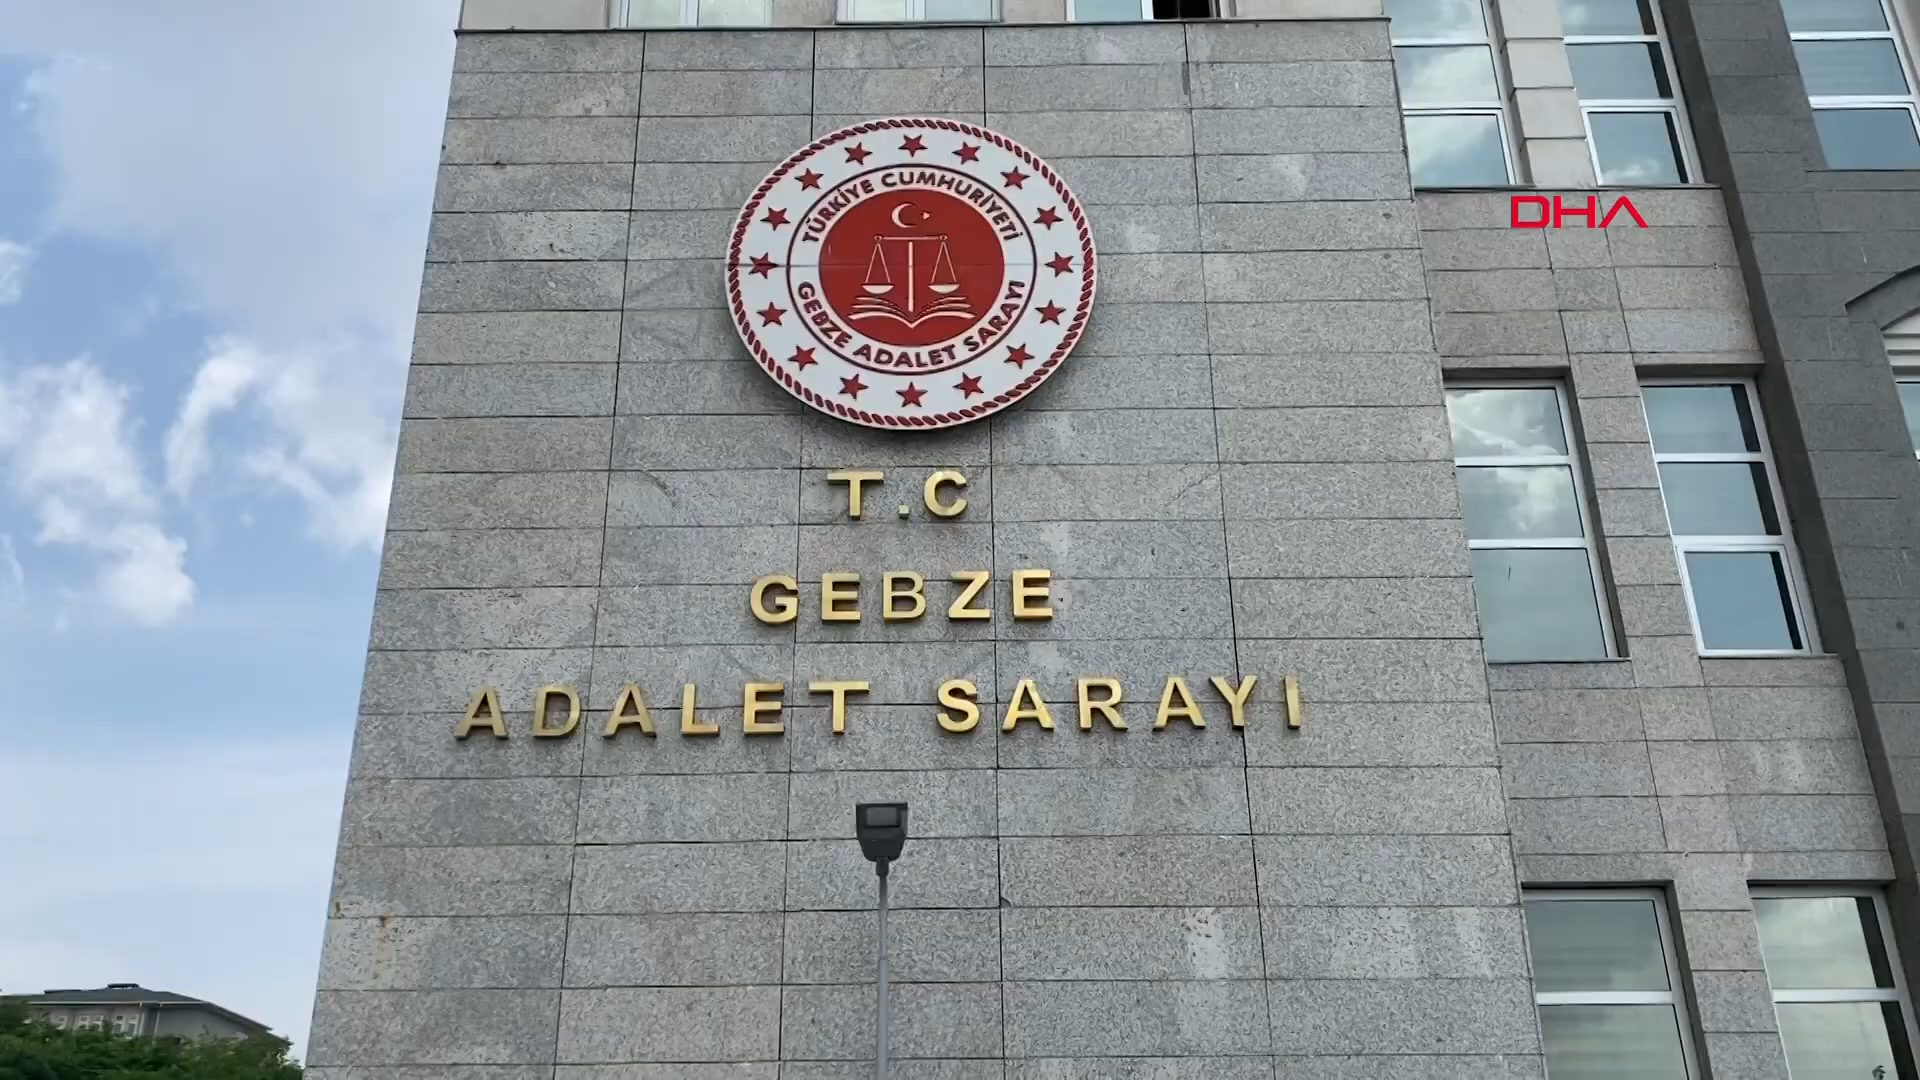 TÜRKİYE CUMHURİYETİ
GEBZE ADALET SARAYI
DHA
T.C
GEBZE
ADALET SARAYI